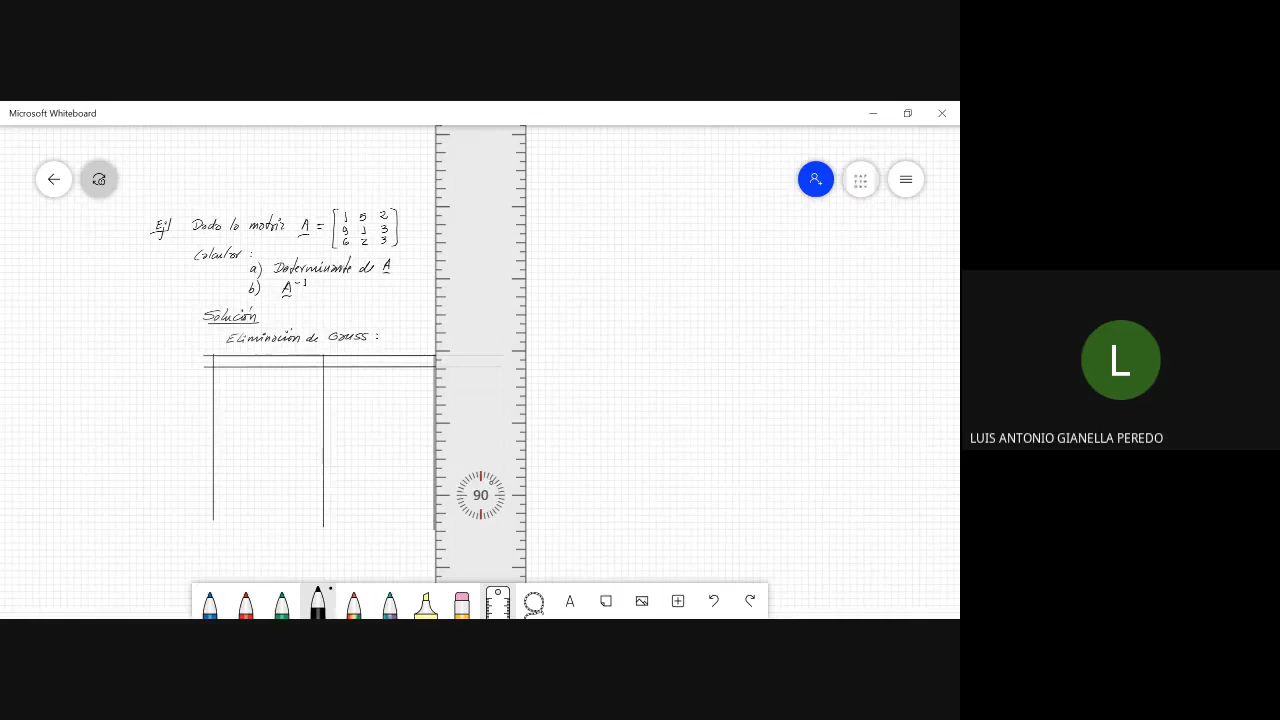 Microsoft Whiteboard
Ej1 Dada la matriz A = [ 1 5 2
9 1 3
6 2 3 ]
Calcular :
a) Determinante de A
b) A⁻¹
Solución
Eliminación de Gauss :
90
L
LUIS ANTONIO GIANELLA PEREDO
A